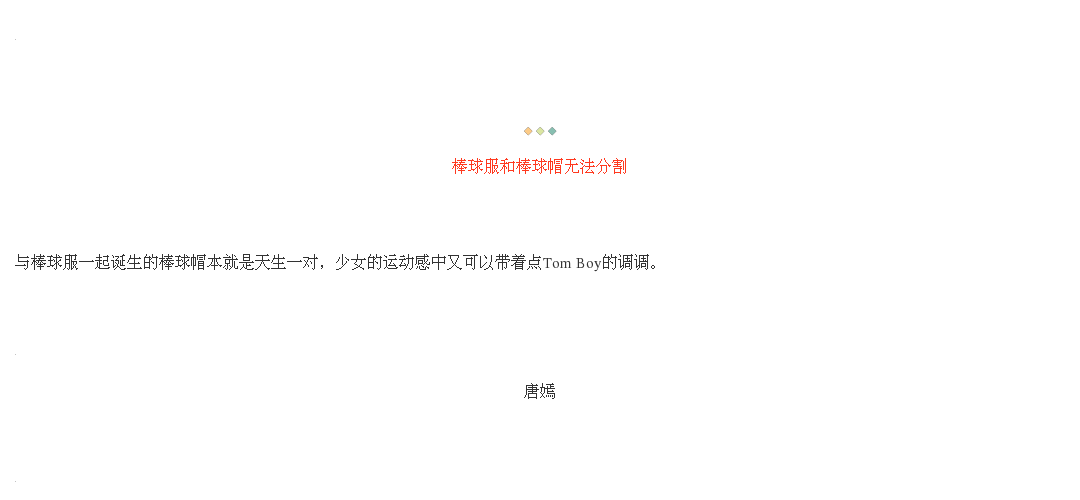 棒球服和棒球帽无法分割
与棒球服一起诞生的棒球帽本就是天生一对，少女的运动感中又可以带着点Tom Boy的调调。
唐嫣